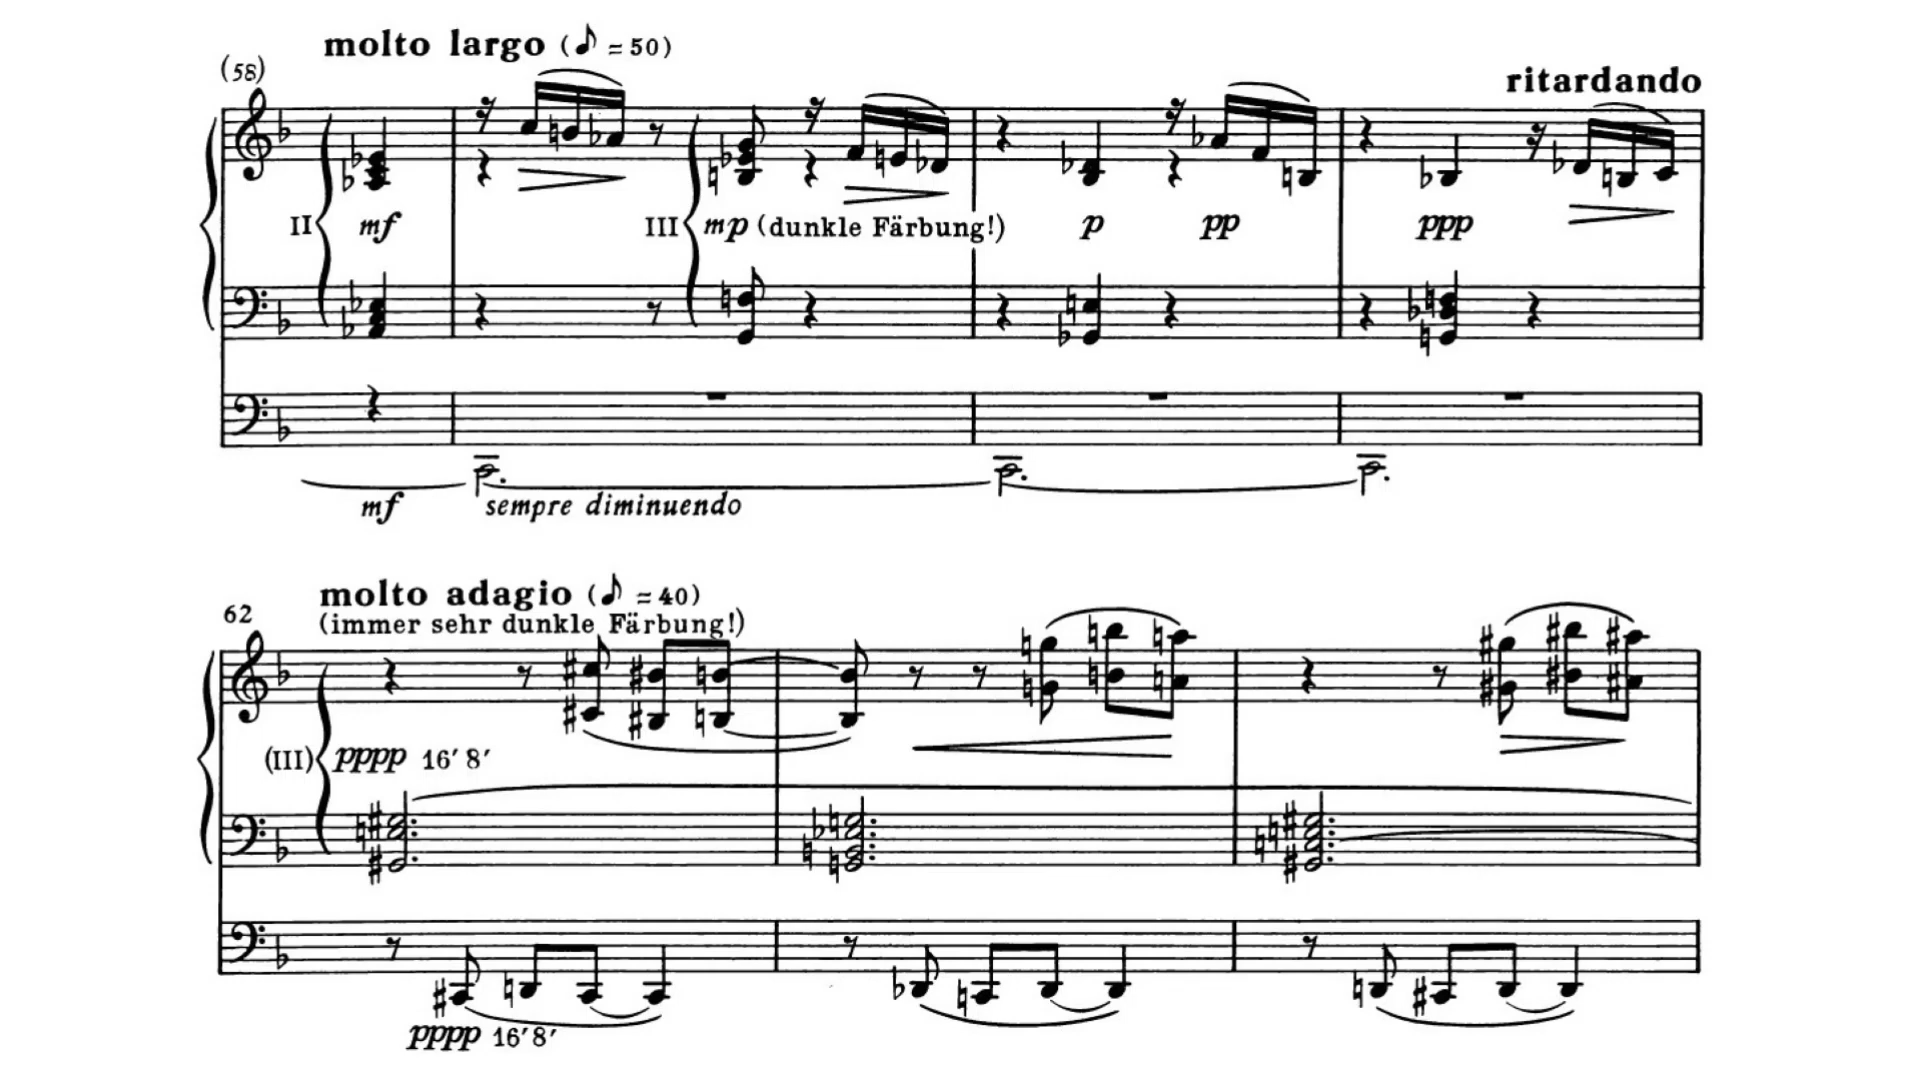 molto largo (♪ = 50)
(58)
ritardando
II mf III mp (dunkle Färbung!) p pp ppp
mf sempre diminuendo
molto adagio (♪ = 40)
62
(immer sehr dunkle Färbung!)
(III) pppp 16′ 8′
pppp 16′ 8′